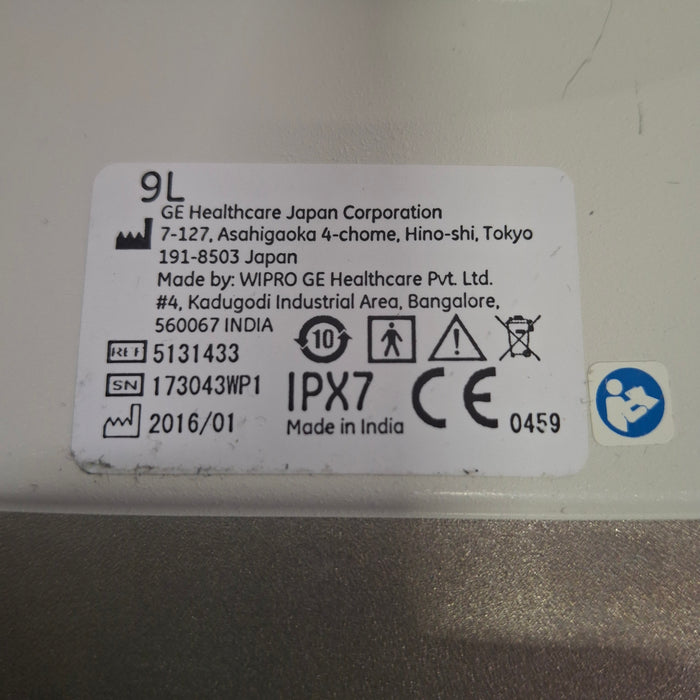 9L
GE Healthcare Japan Corporation
7-127, Asahigaoka 4-chome, Hino-shi, Tokyo
191-8503 Japan
Made by: WIPRO GE Healthcare Pvt. Ltd.
#4, Kadugodi Industrial Area, Bangalore,
560067 INDIA
10
REF 5131433
SN 173043WP1
2016/01
IPX7
Made in India
CE 0459